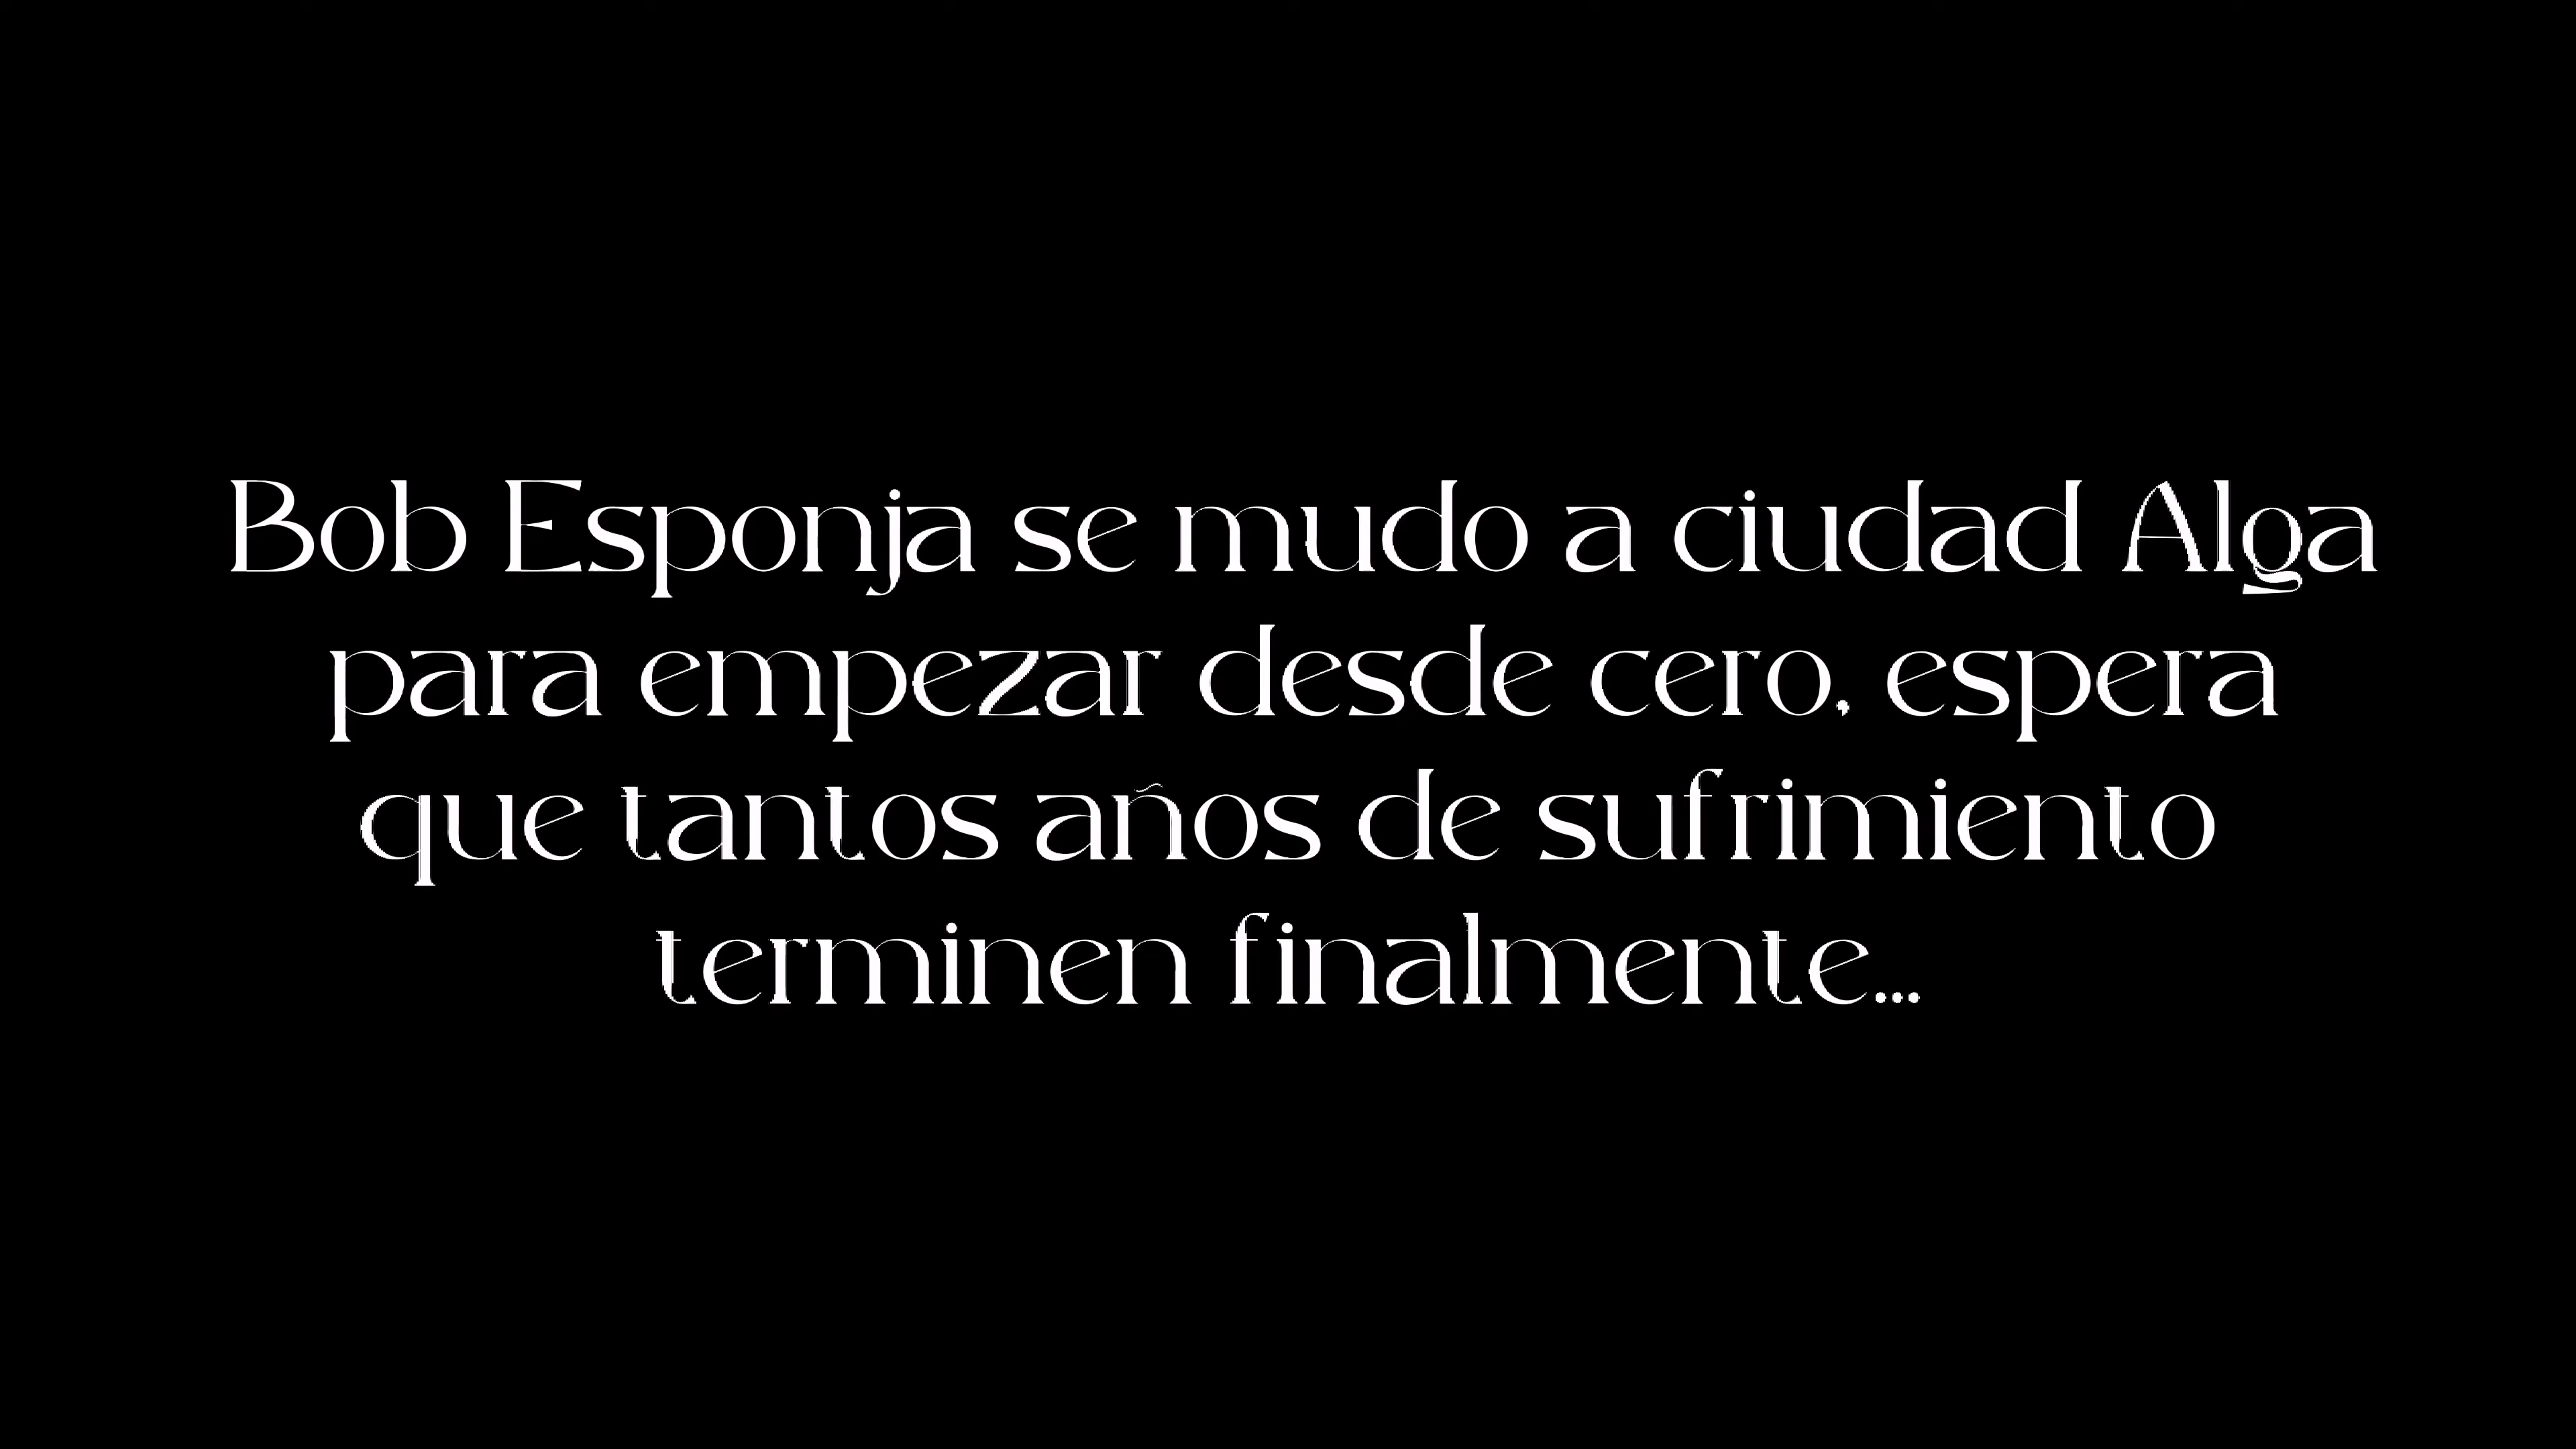 Bob Esponja se mudo a ciudad Alga
para empezar desde cero, espera
que tantos años de sufrimiento
terminen finalmente...